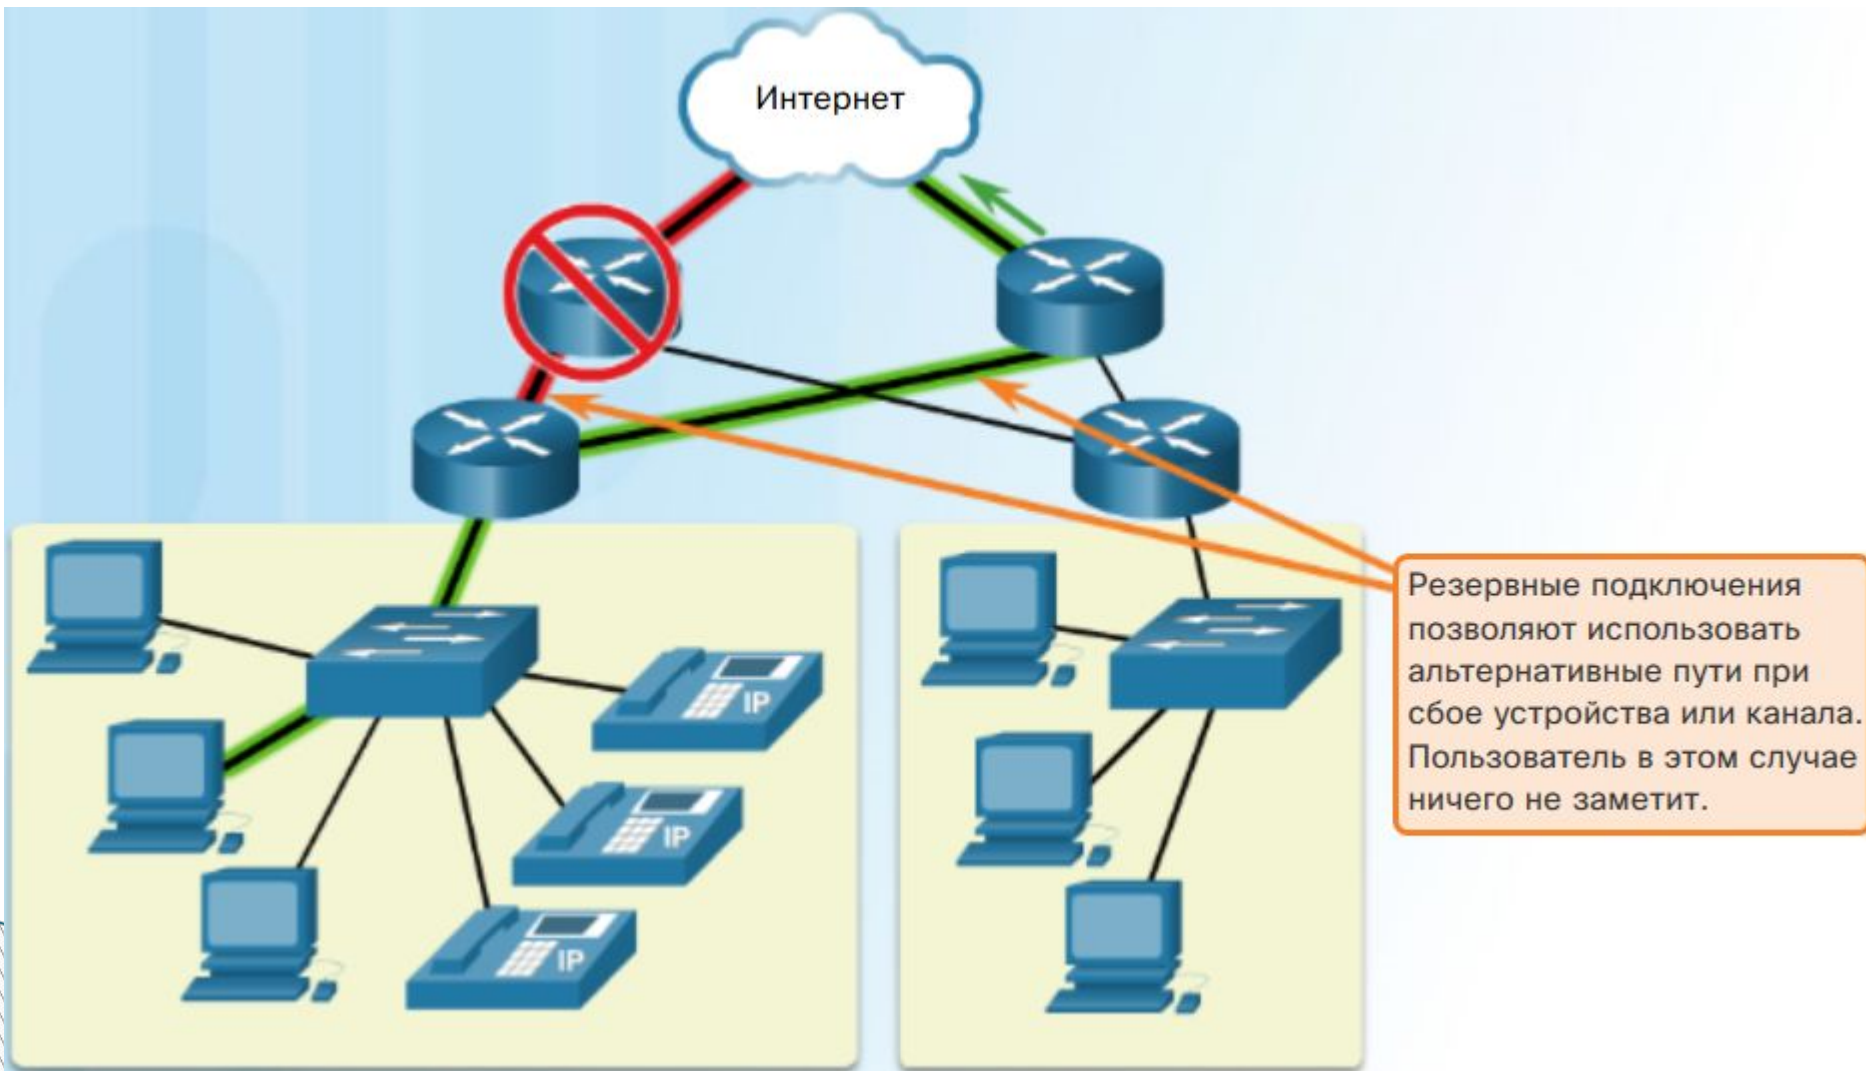 Интернет
Резервные подключения
позволяют использовать
альтернативные пути при
сбое устройства или канала.
Пользователь в этом случае
ничего не заметит.
IP
IP
IP